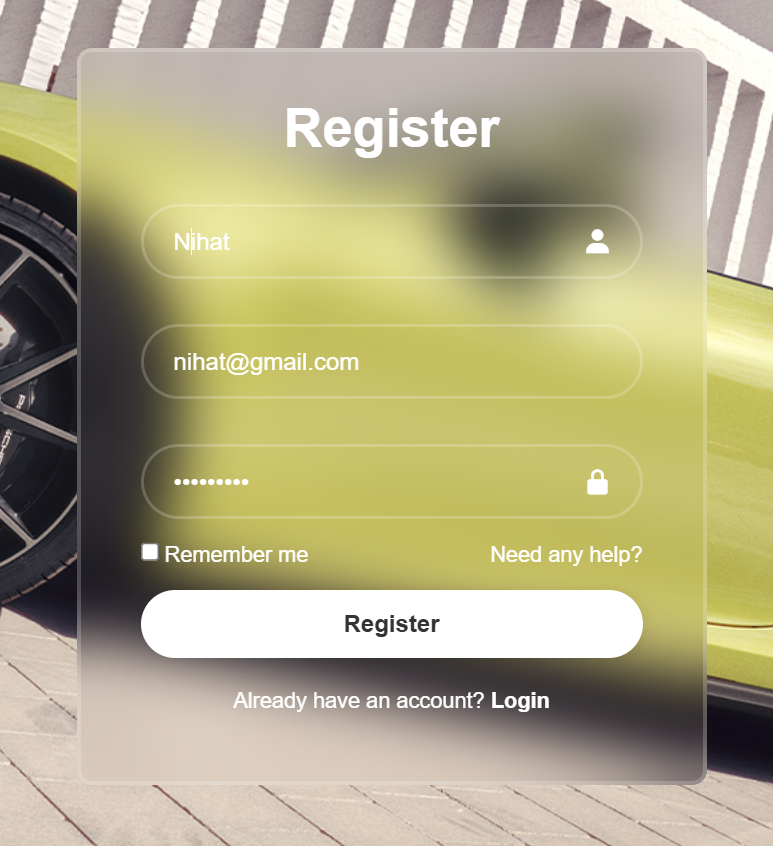 Register
Nihat
nihat@gmail.com
•••••••••
Remember me
Need any help?
Register
Already have an account? Login